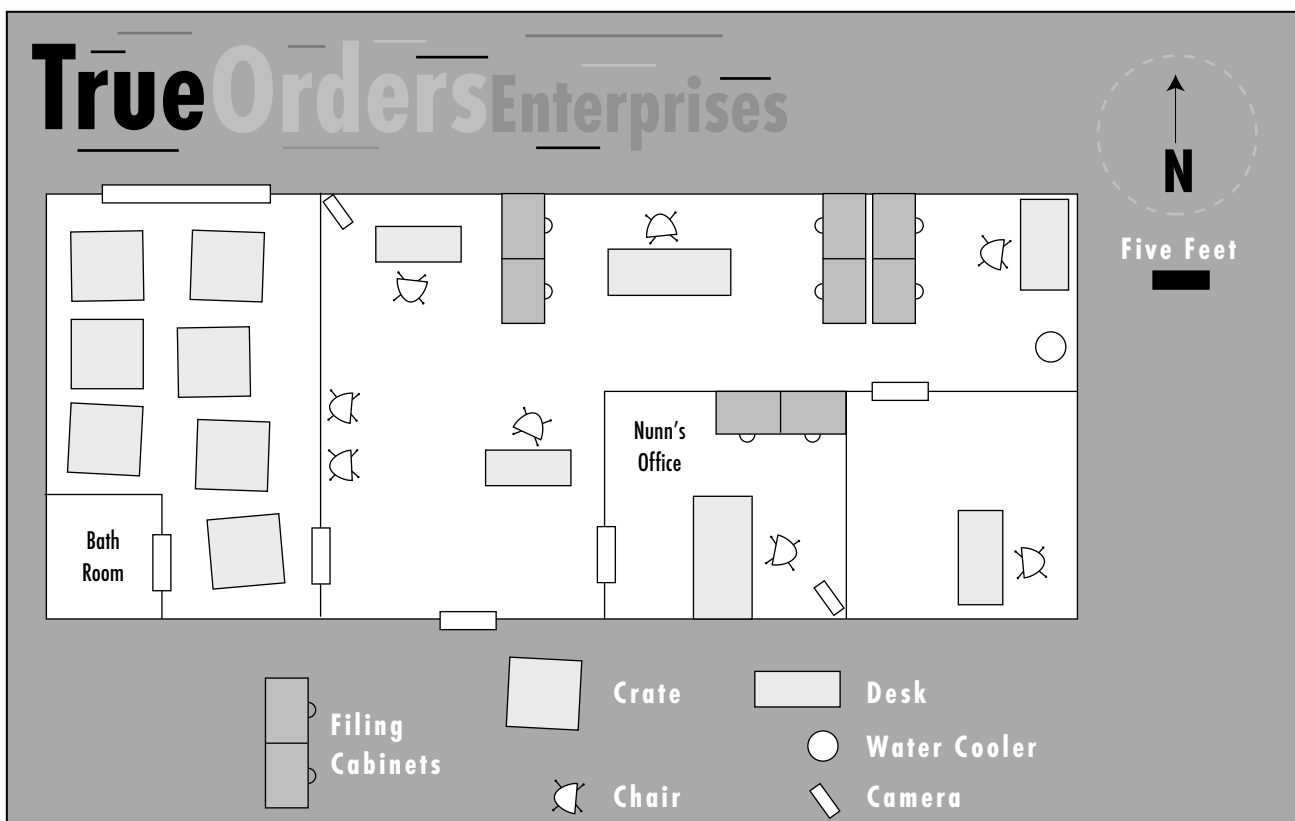 TrueOrdersEnterprises
N
Five Feet
Nunn's
Office
Bath
Room
Filing
Cabinets
Crate
Chair
Desk
Water Cooler
Camera